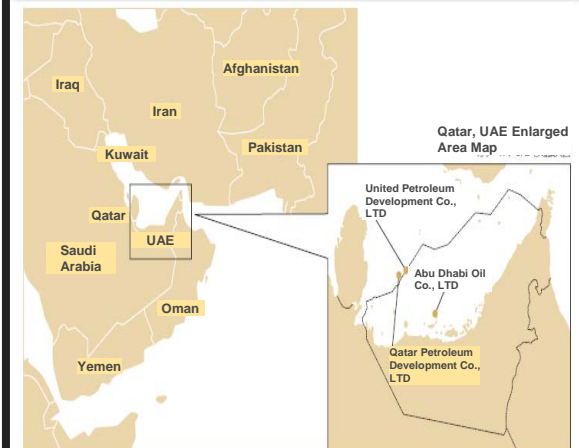 Afghanistan
Iraq
Iran
Pakistan
Kuwait
Qatar
UAE
Saudi
Arabia
Oman
Yemen
Qatar, UAE Enlarged
Area Map
United Petroleum
Development Co.,
LTD
Abu Dhabi Oil
Co., LTD
Qatar Petroleum
Development Co.,
LTD